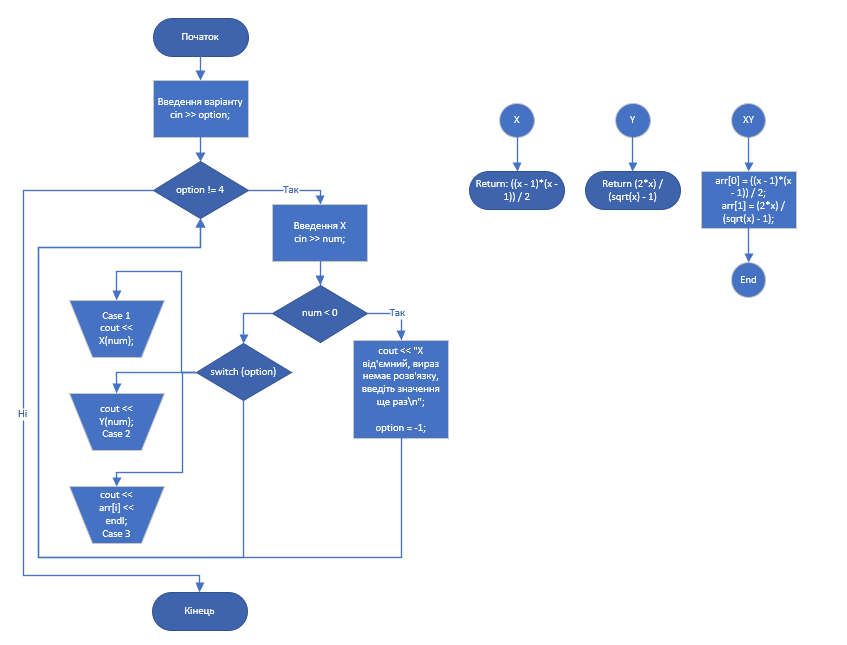 Початок
Введення варіанту
cin >> option;
option != 4
Так
Введення X
cin >> num;
num < 0
Так
cout << "X
від'ємний, вираз
немає розв'язку,
введіть значення
ще раз\n";
option = -1;
switch (option)
Case 1
cout <<
X(num);
cout <<
Y(num);
Case 2
cout <<
arr[i] <<
endl;
Case 3
Ні
Кінець
X
Return: ((x - 1)*(x -
1)) / 2
Y
Return (2*x) /
(sqrt(x) - 1)
XY
arr[0] = ((x - 1)*(x
- 1)) / 2;
arr[1] = (2*x) /
(sqrt(x) - 1);
End